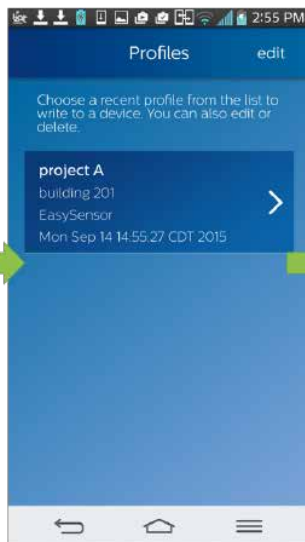 2:55 PM
Profiles
edit
Choose a recent profile from the list to
write to a device. You can also edit or
delete.
project A
building 201
EasySensor
Mon Sep 14 14:55:27 CDT 2015